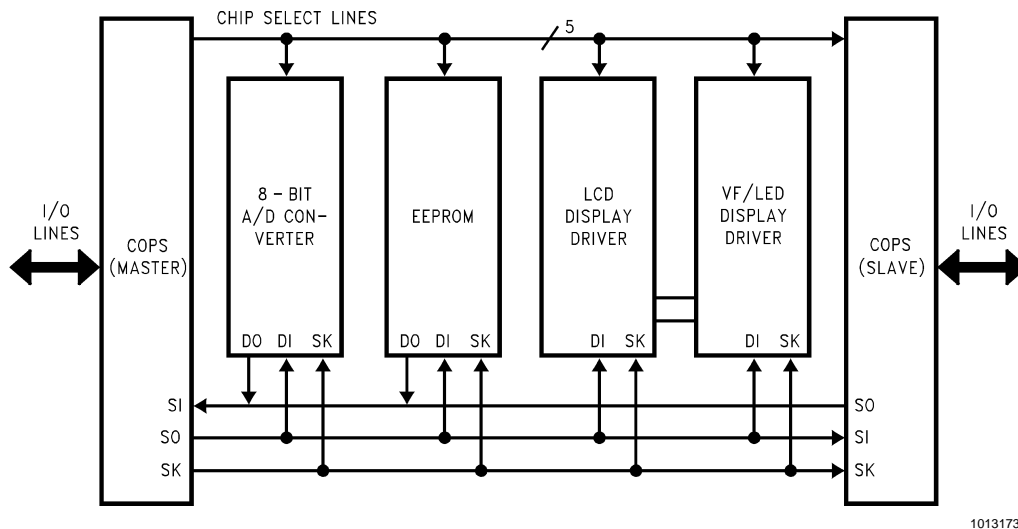 CHIP SELECT LINES
5
I/O
LINES
COPS
(MASTER)
8 – BIT
A/D CON-
VERTER
EEPROM
LCD
DISPLAY
DRIVER
VF/LED
DISPLAY
DRIVER
COPS
(SLAVE)
I/O
LINES
DO DI SK
DO DI SK
DI SK
DI SK
SI
SO
SO
SI
SK
SK
1013173